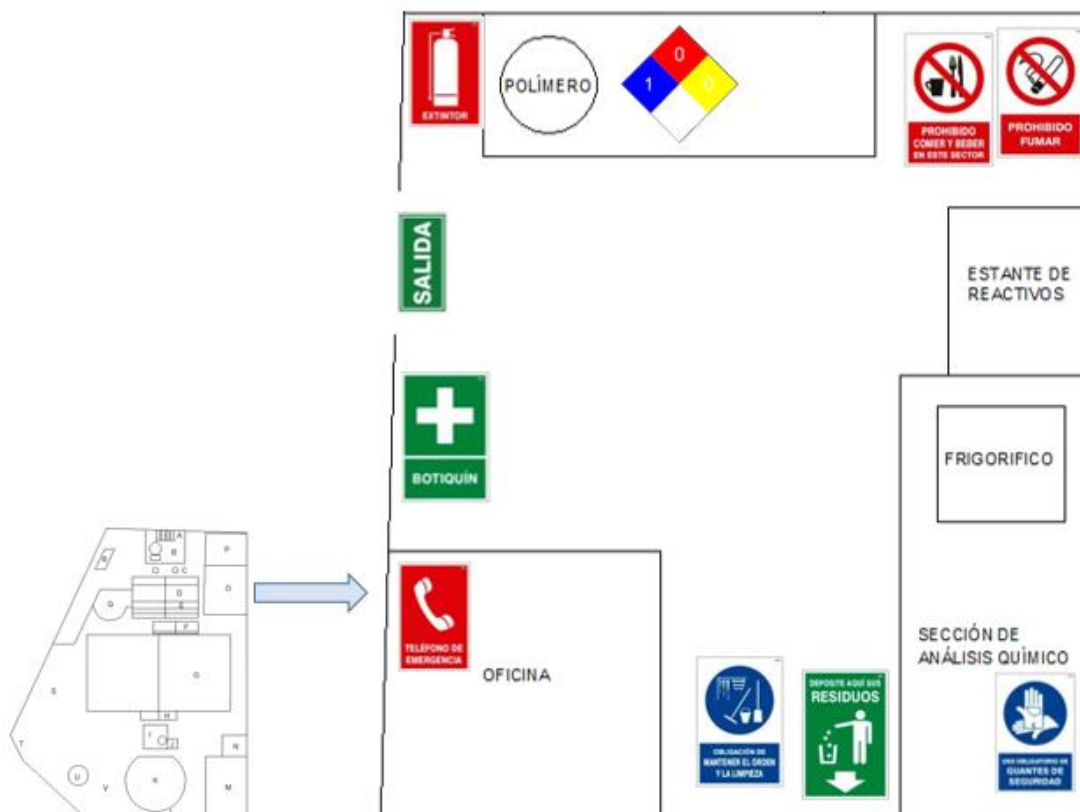 EXTINTOR
POLÍMERO
0
1
0
PROHIBIDO
COMER Y BEBER
EN ESTE SECTOR
PROHIBIDO
FUMAR
SALIDA
ESTANTE DE
REACTIVOS
BOTIQUÍN
FRIGORIFICO
TELÉFONO DE
EMERGENCIA
OFICINA
SECCIÓN DE
ANÁLISIS QUÍMICO
OBLIGACIÓN DE
MANTENER EL ORDEN
Y LA LIMPIEZA
DEPOSITE AQUÍ SUS
RESIDUOS
USO OBLIGATORIO DE
GUANTES DE
SEGURIDAD
A
B
P
C
D
O
E
Q
F
G
S
H
I
J
T
N
U
V
K
M